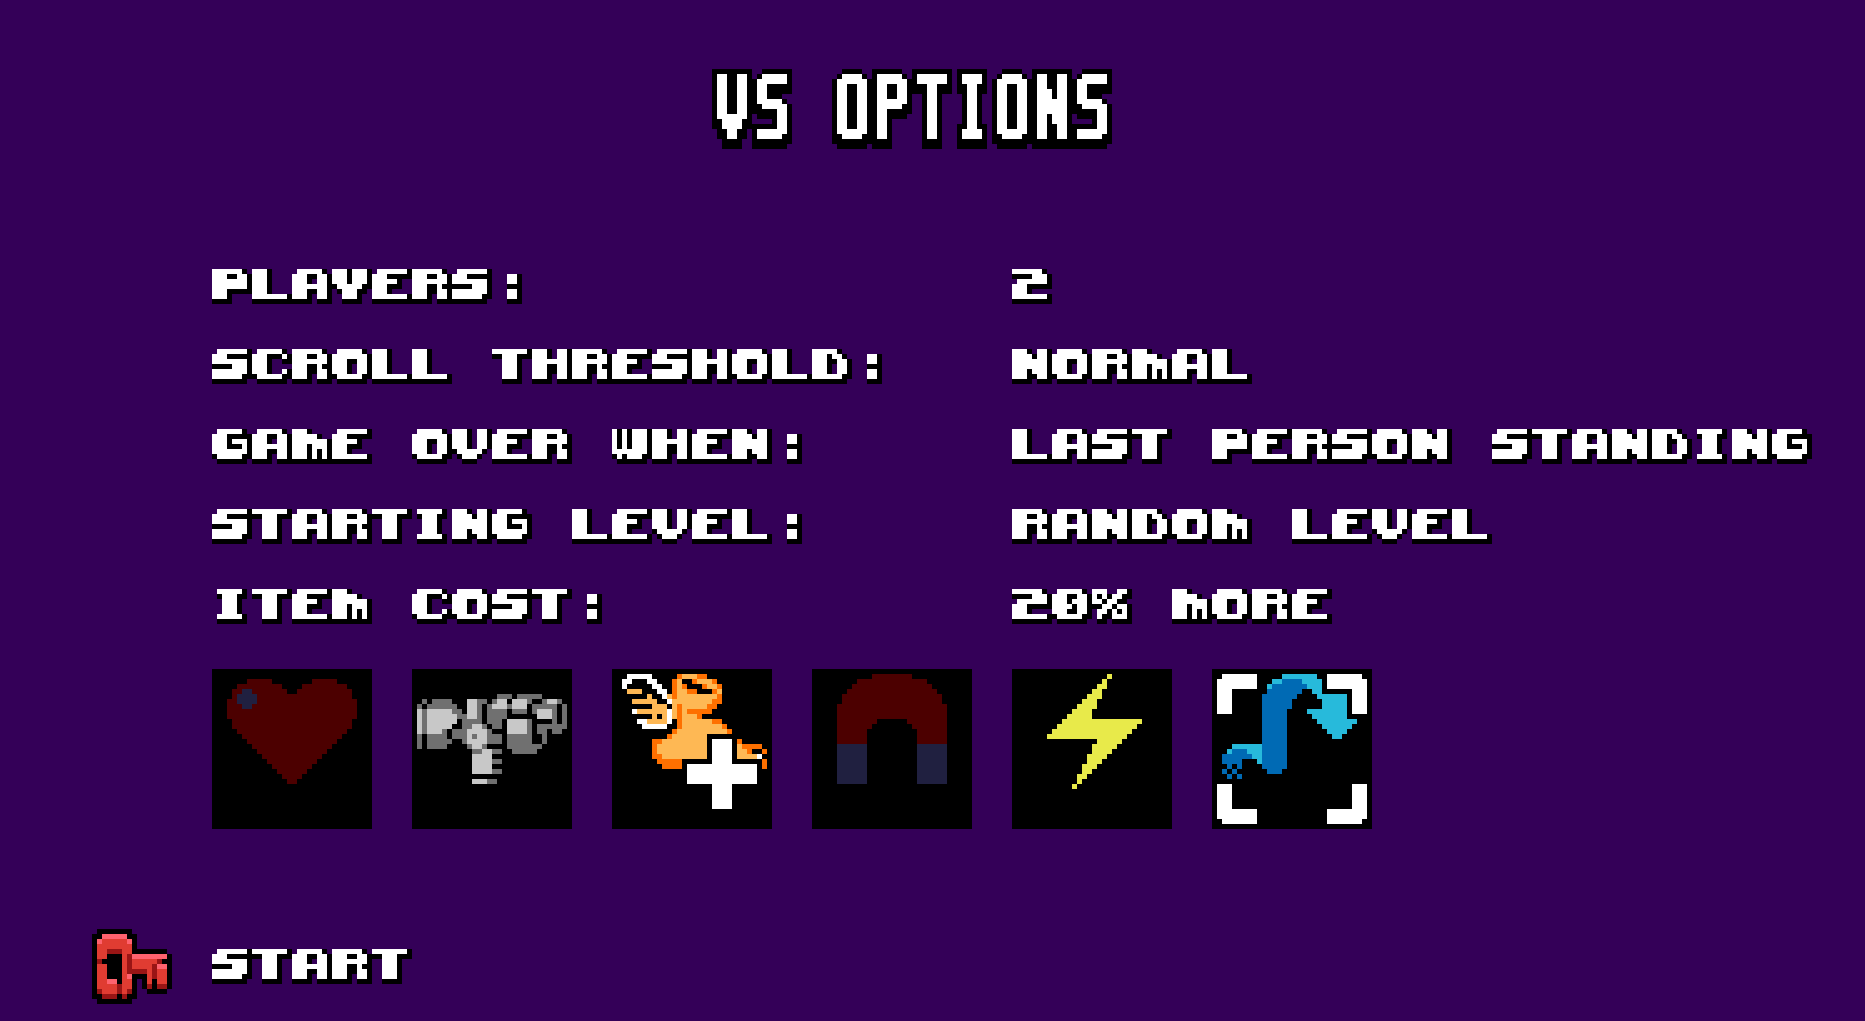 VS OPTIONS
PLAYERS: 2
SCROLL THRESHOLD: NORMAL
GAME OVER WHEN: LAST PERSON STANDING
STARTING LEVEL: RANDOM LEVEL
ITEM COST: 20% MORE
START